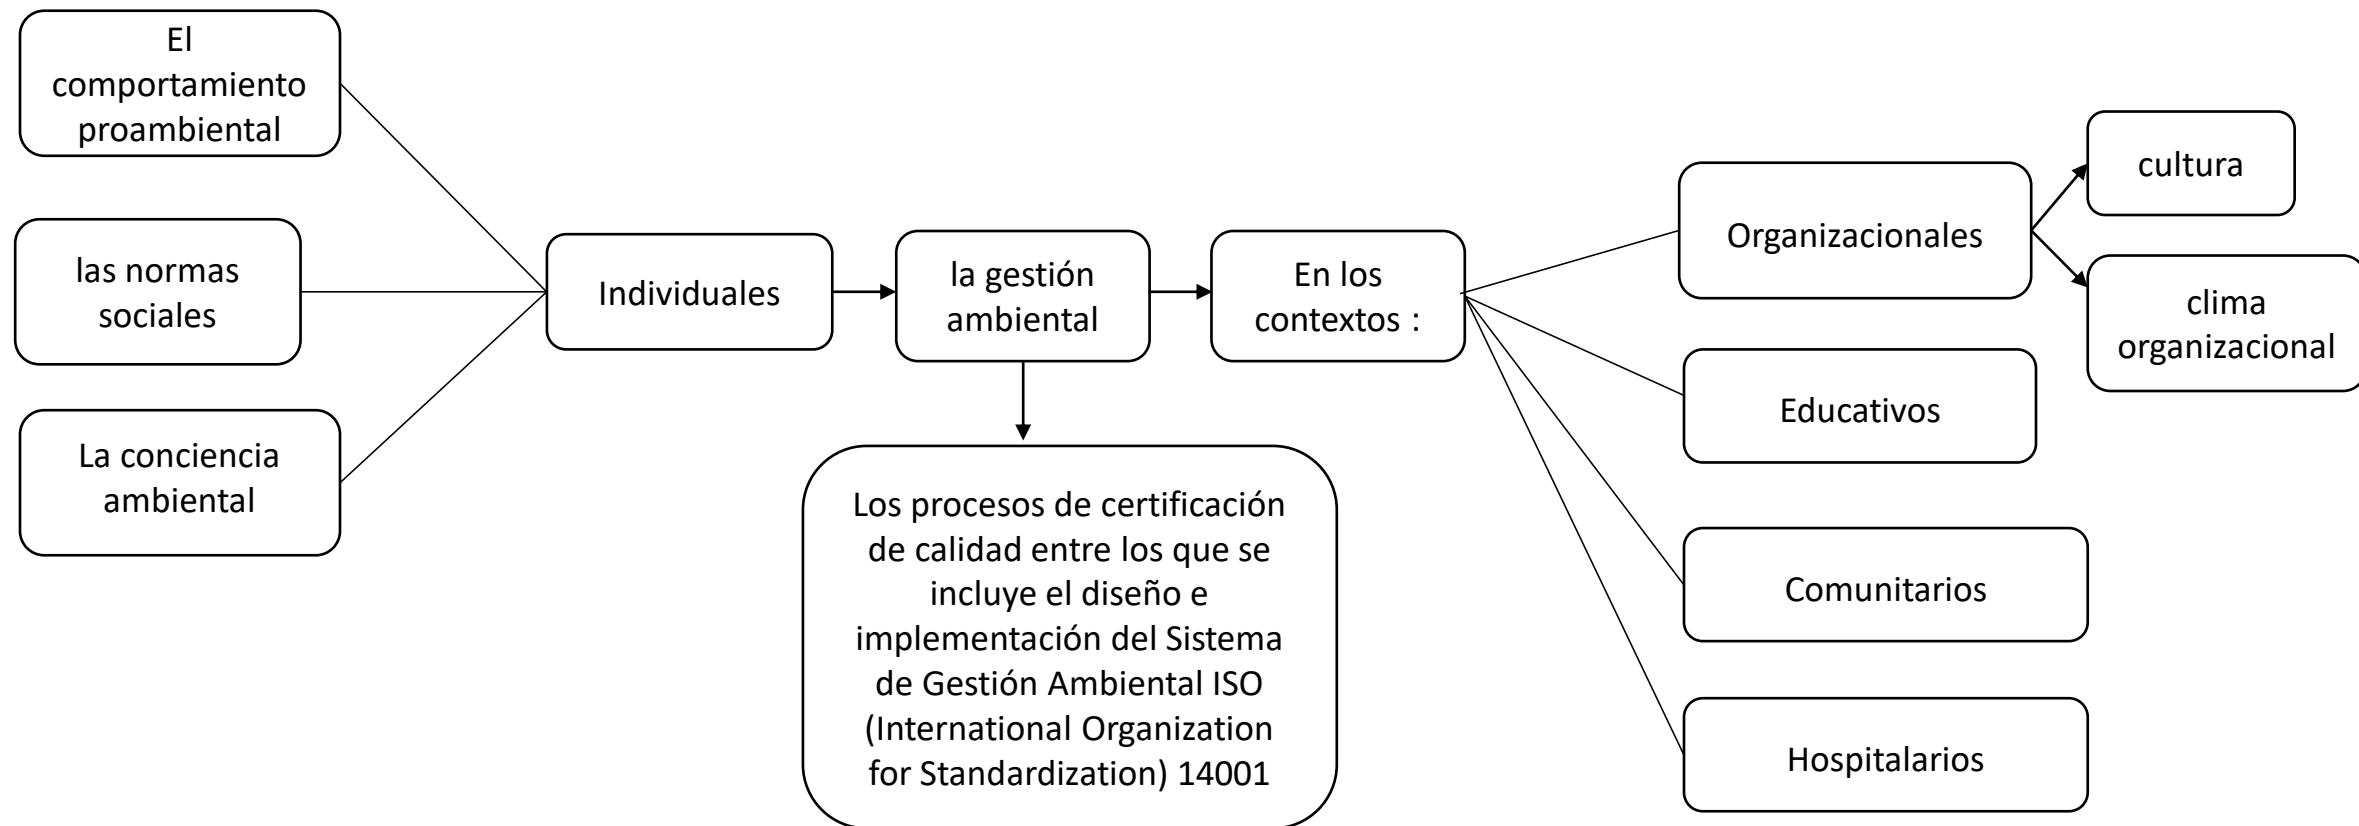 El
comportamiento
proambiental
las normas
sociales
La conciencia
ambiental
Individuales
la gestión
ambiental
Los procesos de certificación
de calidad entre los que se
incluye el diseño e
implementación del Sistema
de Gestión Ambiental ISO
(International Organization
for Standardization) 14001
En los
contextos :
Organizacionales
cultura
clima
organizacional
Educativos
Comunitarios
Hospitalarios